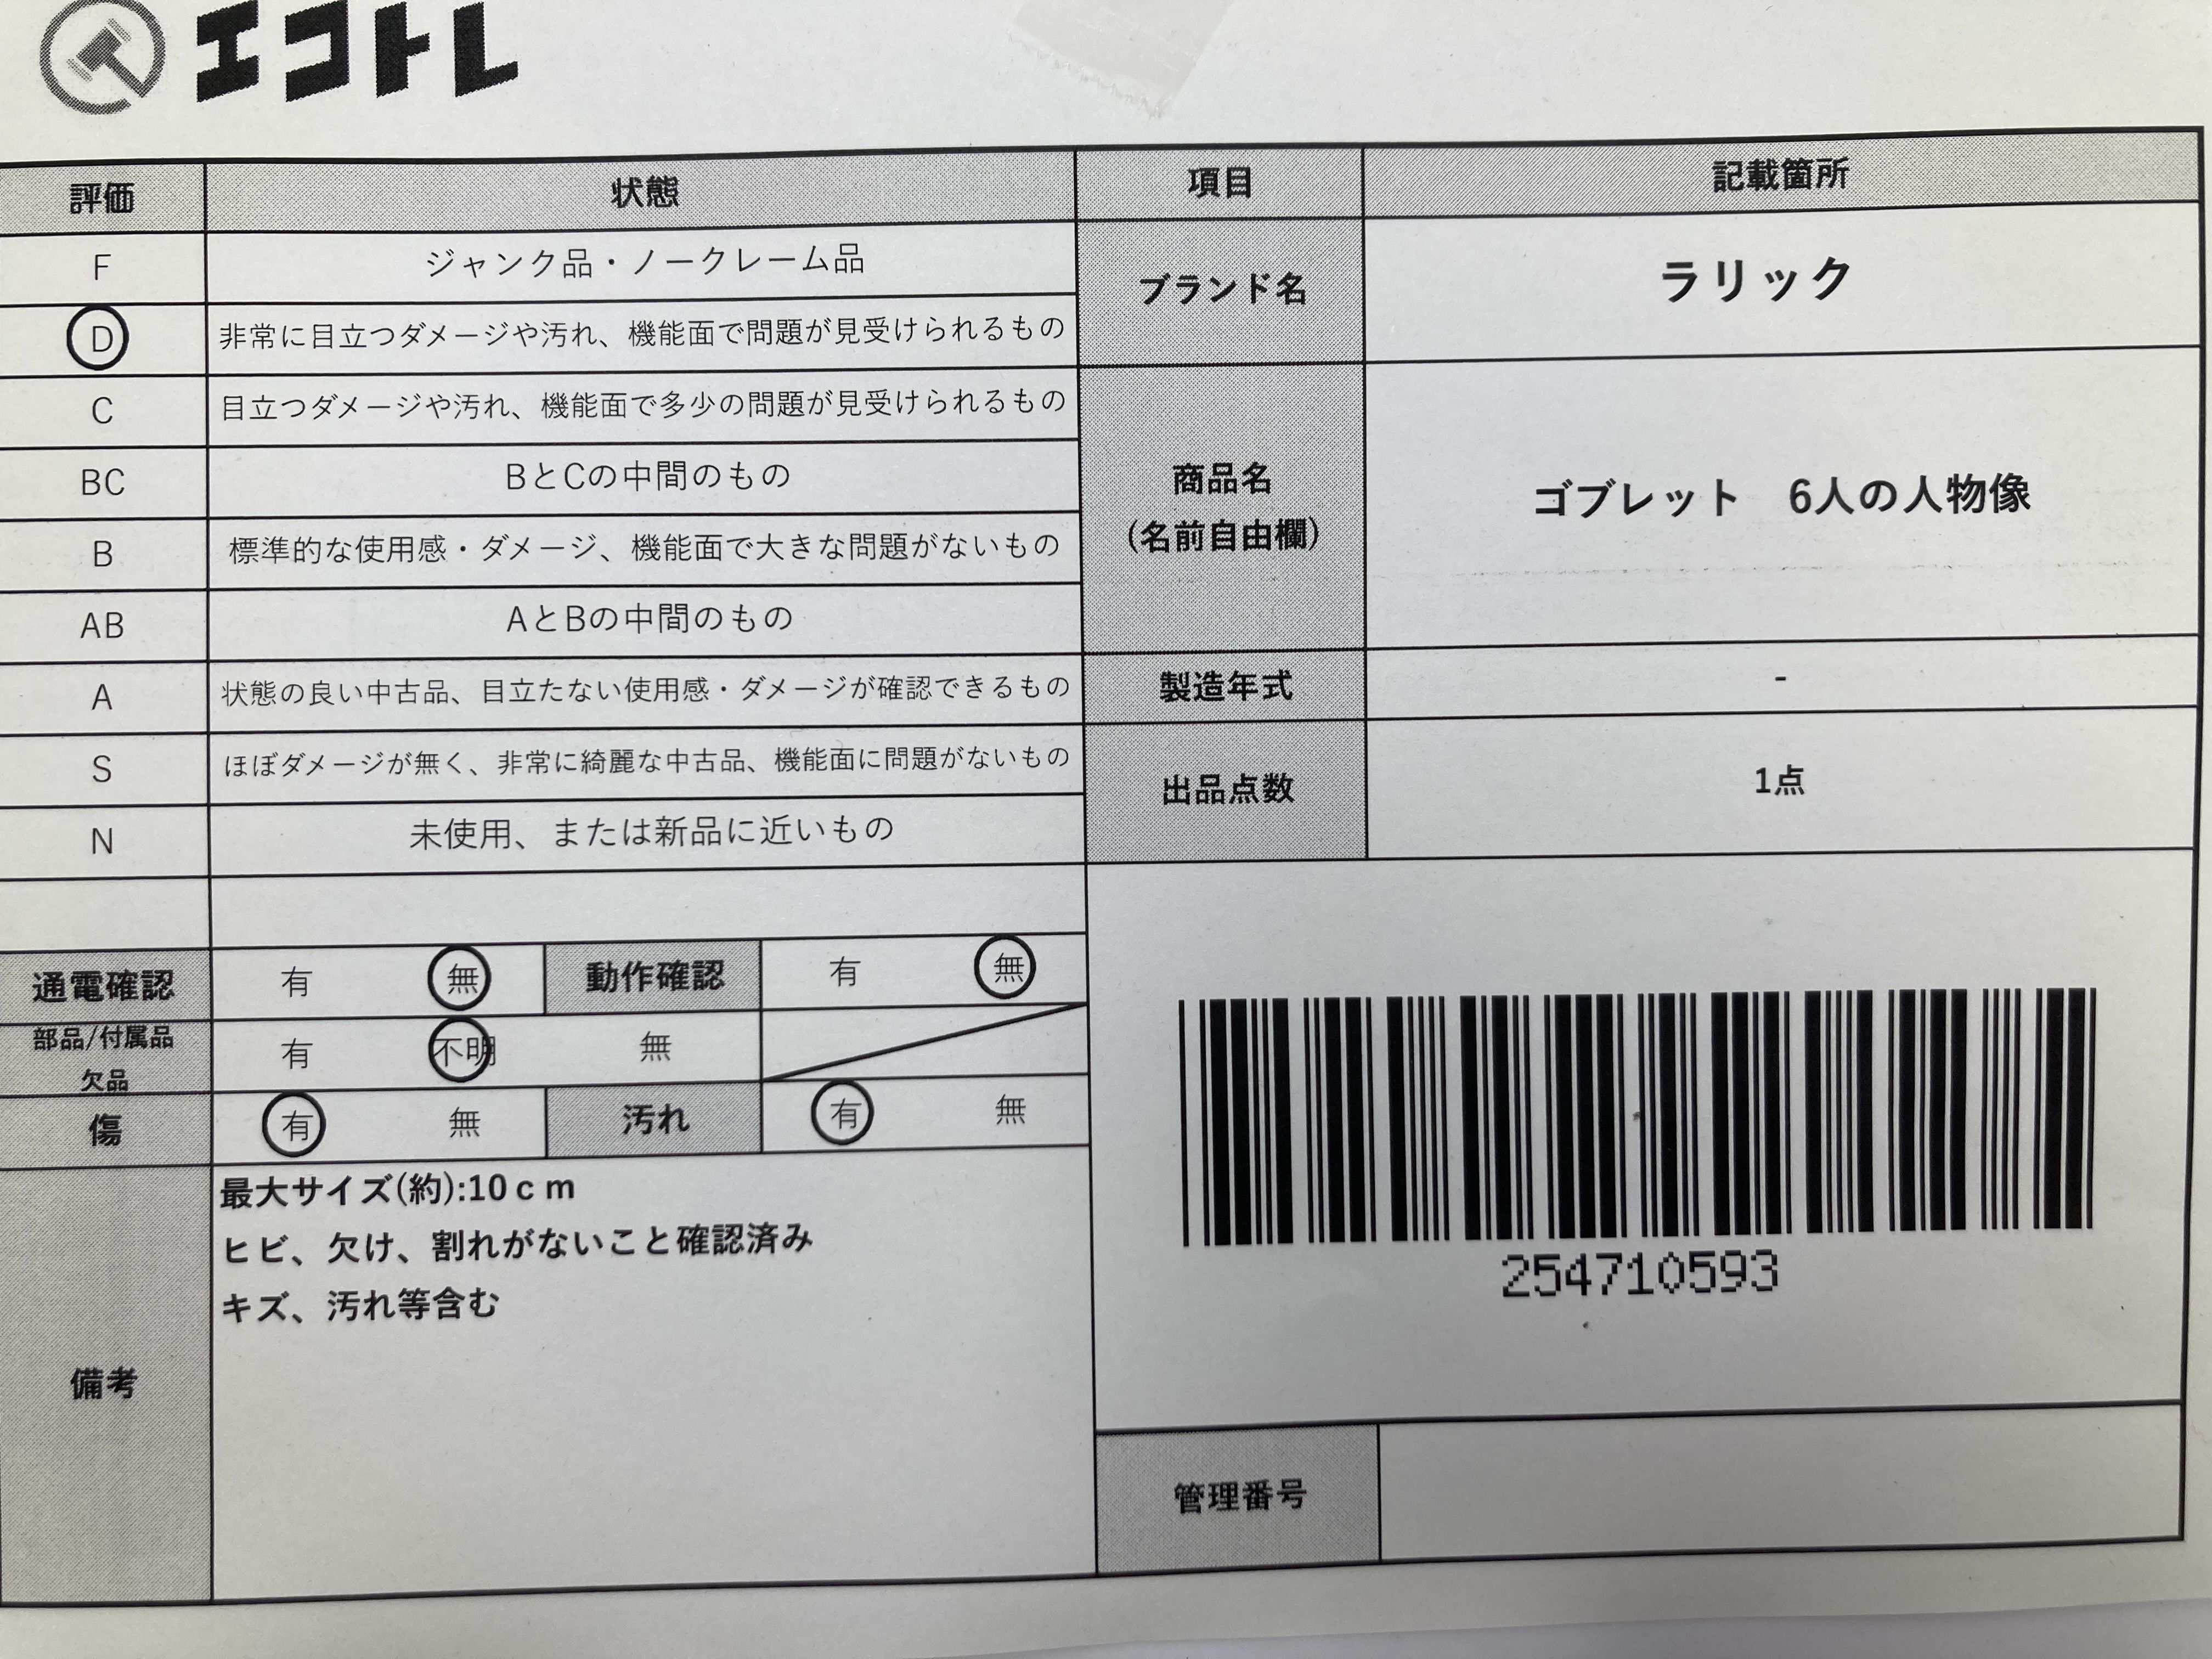 エコトレ
評価 状態 項目 記載箇所
F ジャンク品・ノークレーム品
D 非常に目立つダメージや汚れ、機能面で問題が見受けられるもの
C 目立つダメージや汚れ、機能面で多少の問題が見受けられるもの
BC BとCの中間のもの
B 標準的な使用感・ダメージ、機能面で大きな問題がないもの
AB AとBの中間のもの
A 状態の良い中古品、目立たない使用感・ダメージが確認できるもの
S ほぼダメージが無く、非常に綺麗な中古品、機能面に問題がないもの
N 未使用、または新品に近いもの
ブランド名 ラリック
商品名
(名前自由欄)
ゴブレット 6人の人物像
製造年式 -
出品点数 1点
通電確認 有 無 動作確認 有 無
部品/付属品
欠品
有 不明 無
傷 有 無 汚れ 有 無
備考
最大サイズ(約):10ｃｍ
ヒビ、欠け、割れがないこと確認済み
キズ、汚れ等含む
254710593
管理番号